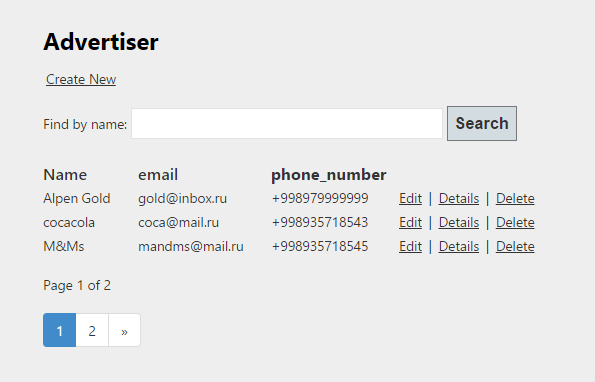 Advertiser
Create New
Find by name: Search
Name email phone_number
Alpen Gold gold@inbox.ru +998979999999 Edit | Details | Delete
cocacola coca@mail.ru +998935718543 Edit | Details | Delete
M&Ms mandms@mail.ru +998935718545 Edit | Details | Delete
Page 1 of 2
1 2 »